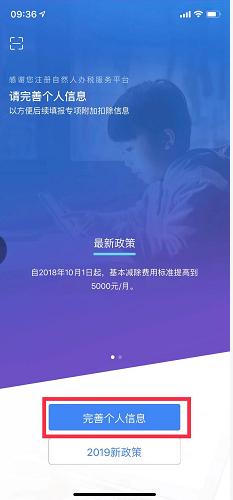 09:36
感谢您注册自然人办税服务平台
请完善个人信息
以方便后续填报专项附加扣除信息
最新政策
自2018年10月1日起，基本减除费用标准提高到
5000元/月。
完善个人信息
2019新政策